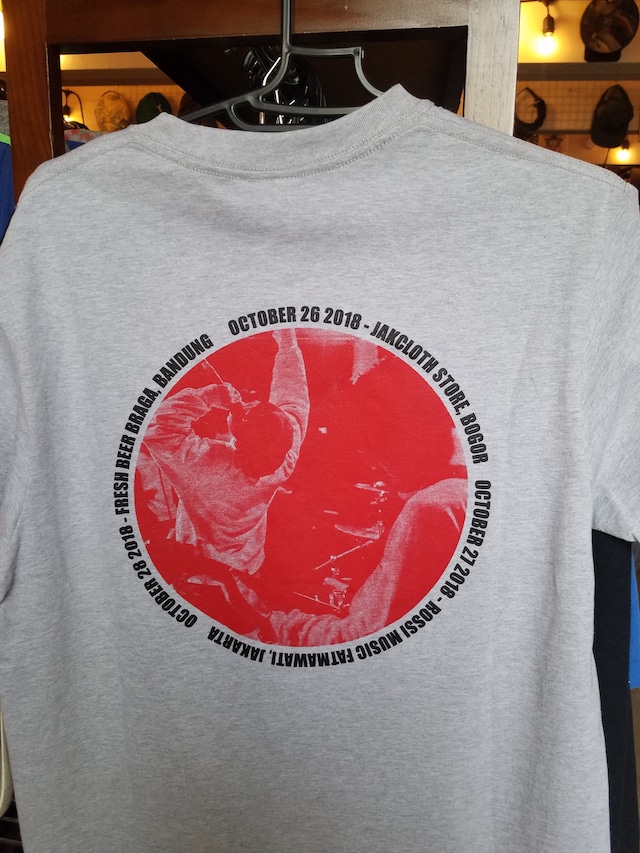 OCTOBER 26 2018 - JAKCLOTH STORE, BOGOR
OCTOBER 27 2018 - ROSSI MUSIC FATMAWATI, JAKARTA
OCTOBER 28 2018 - FRESH BEER BRAGA, BANDUNG